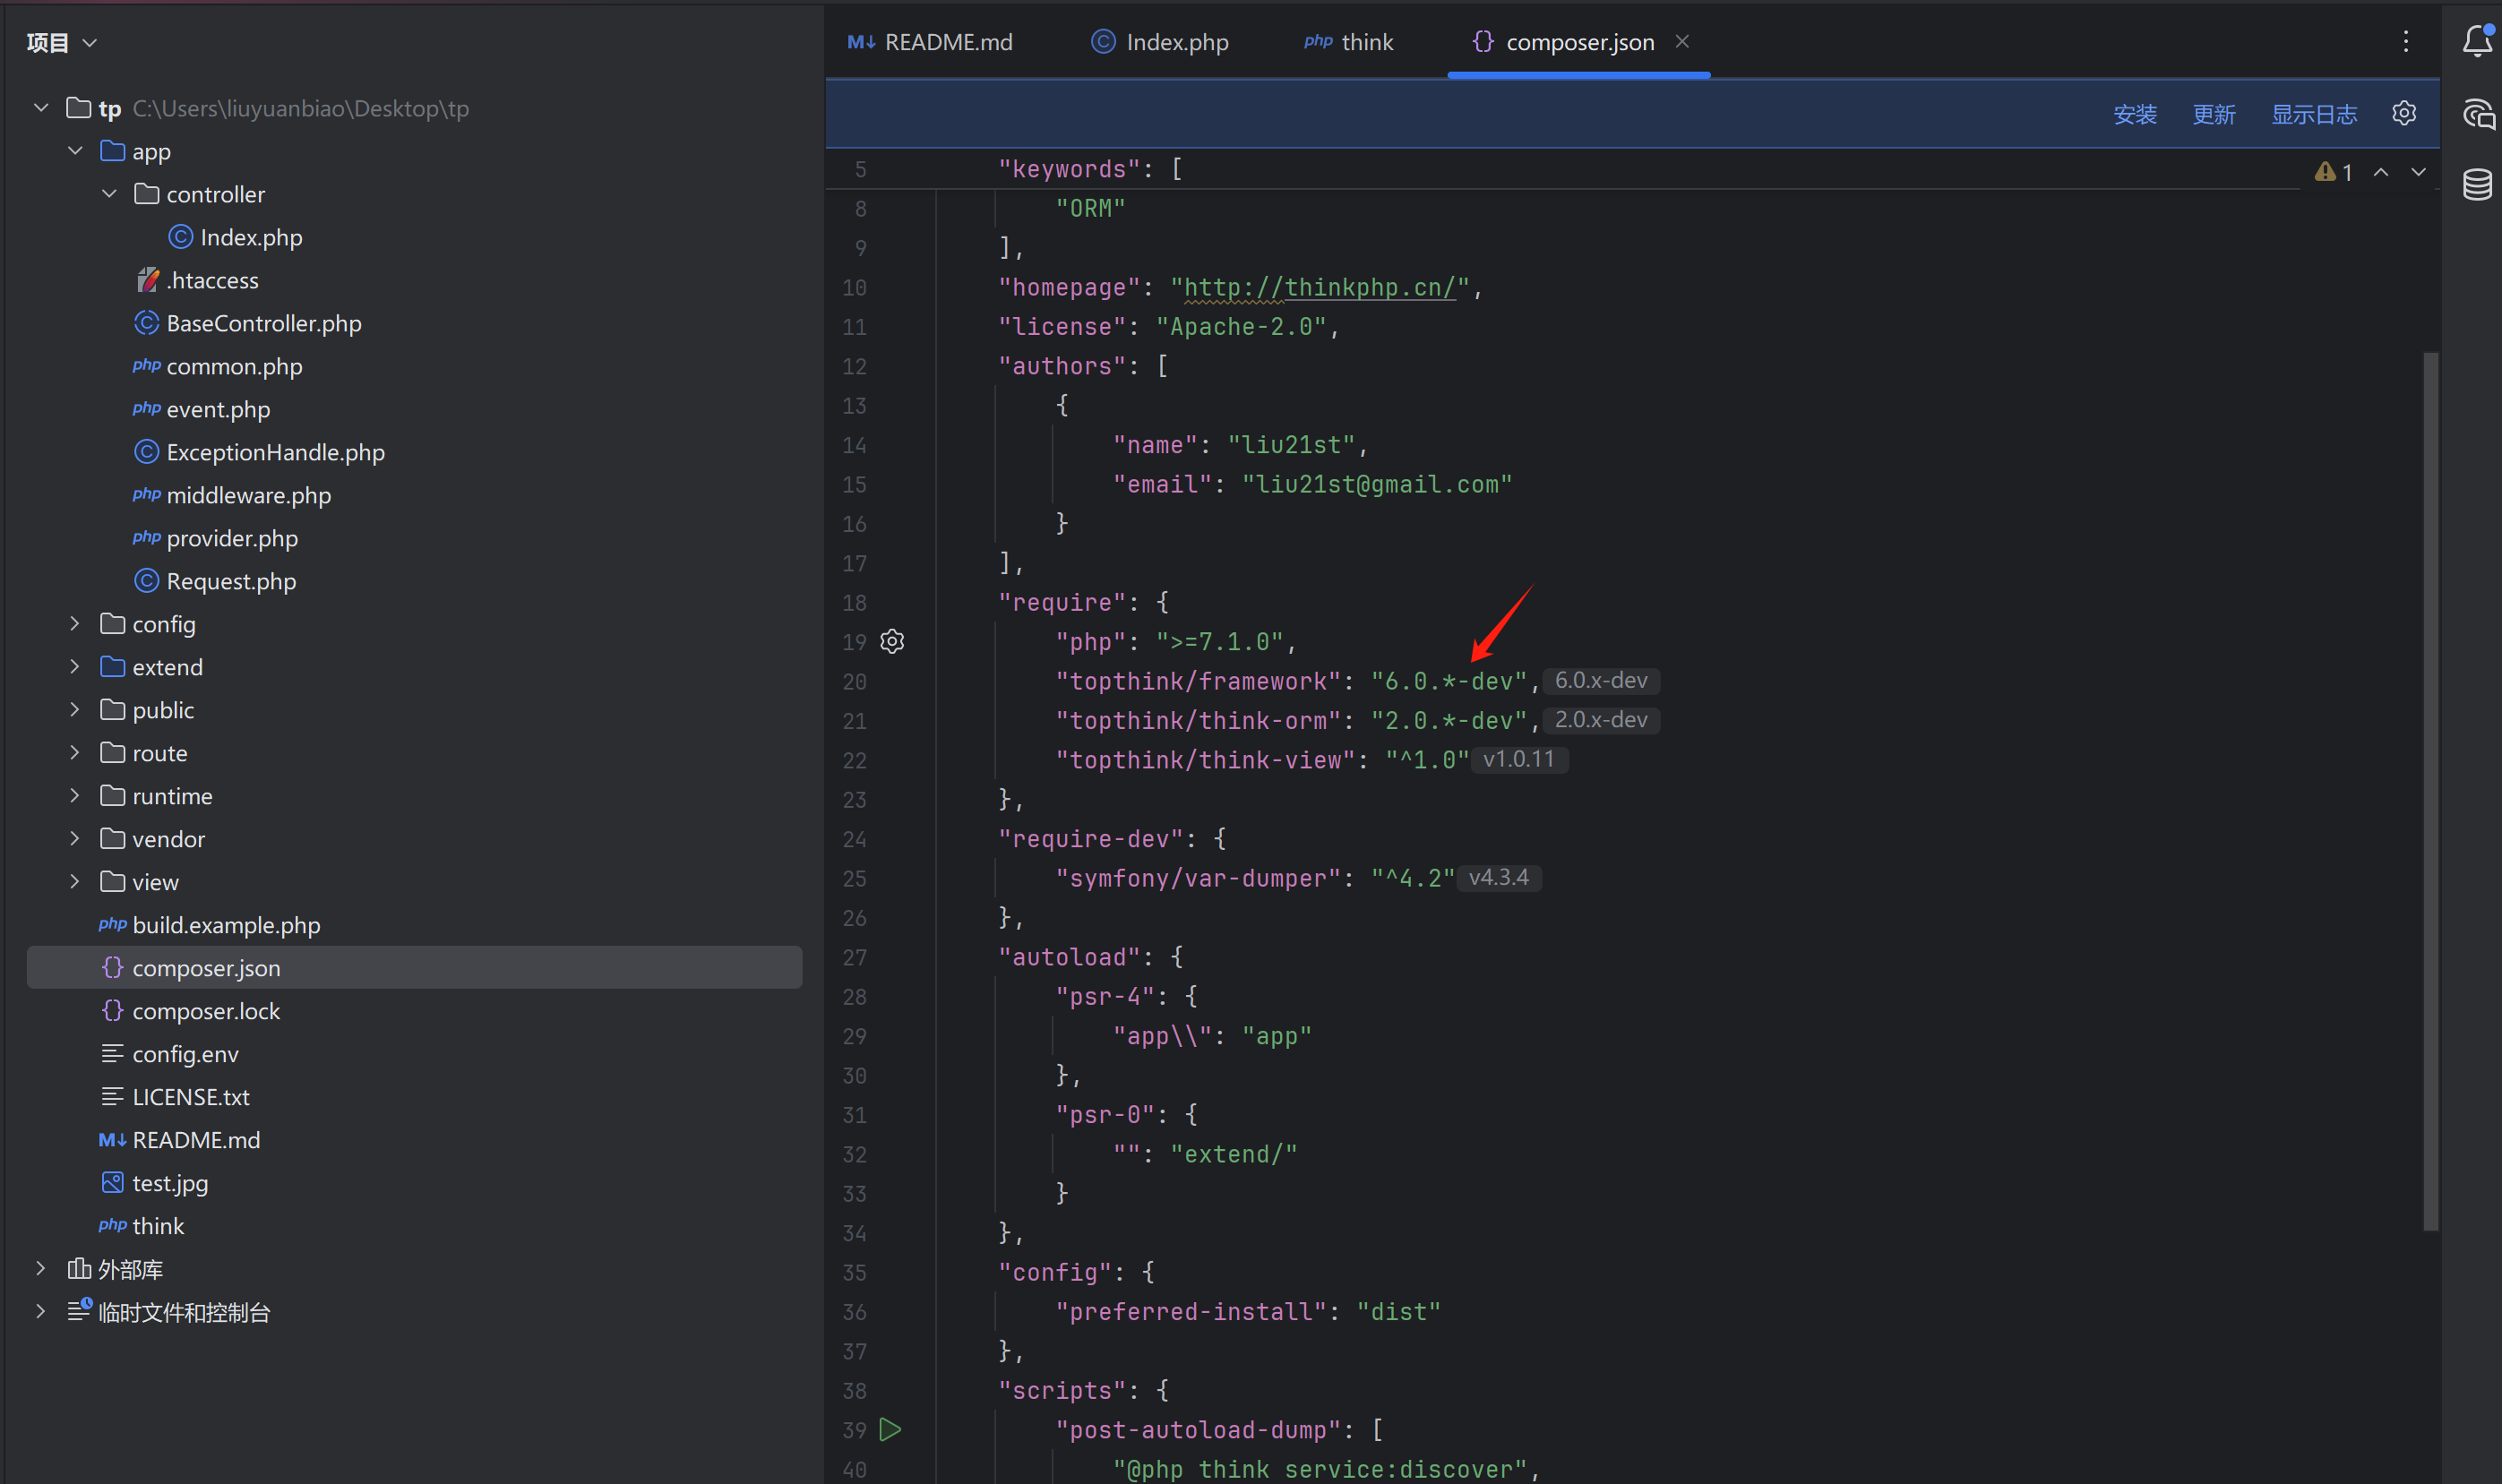 项目
tp C:\Users\liuyuanbiao\Desktop\tp
app
controller
Index.php
.htaccess
BaseController.php
php common.php
php event.php
ExceptionHandle.php
php middleware.php
php provider.php
Request.php
config
extend
public
route
runtime
vendor
view
php build.example.php
{} composer.json
{} composer.lock
config.env
LICENSE.txt
M↓ README.md
test.jpg
php think
外部库
临时文件和控制台
M↓ README.md Index.php php think {} composer.json
安装 更新 显示日志
5 "keywords": [ 1
8 "ORM"
9 ],
10 "homepage": "http://thinkphp.cn/",
11 "license": "Apache-2.0",
12 "authors": [
13 {
14 "name": "liu21st",
15 "email": "liu21st@gmail.com"
16 }
17 ],
18 "require": {
19 "php": ">=7.1.0",
20 "topthink/framework": "6.0.*-dev", 6.0.x-dev
21 "topthink/think-orm": "2.0.*-dev", 2.0.x-dev
22 "topthink/think-view": "^1.0" v1.0.11
23 },
24 "require-dev": {
25 "symfony/var-dumper": "^4.2" v4.3.4
26 },
27 "autoload": {
28 "psr-4": {
29 "app\\": "app"
30 },
31 "psr-0": {
32 "": "extend/"
33 }
34 },
35 "config": {
36 "preferred-install": "dist"
37 },
38 "scripts": {
39 "post-autoload-dump": [
40 "@php think service:discover",